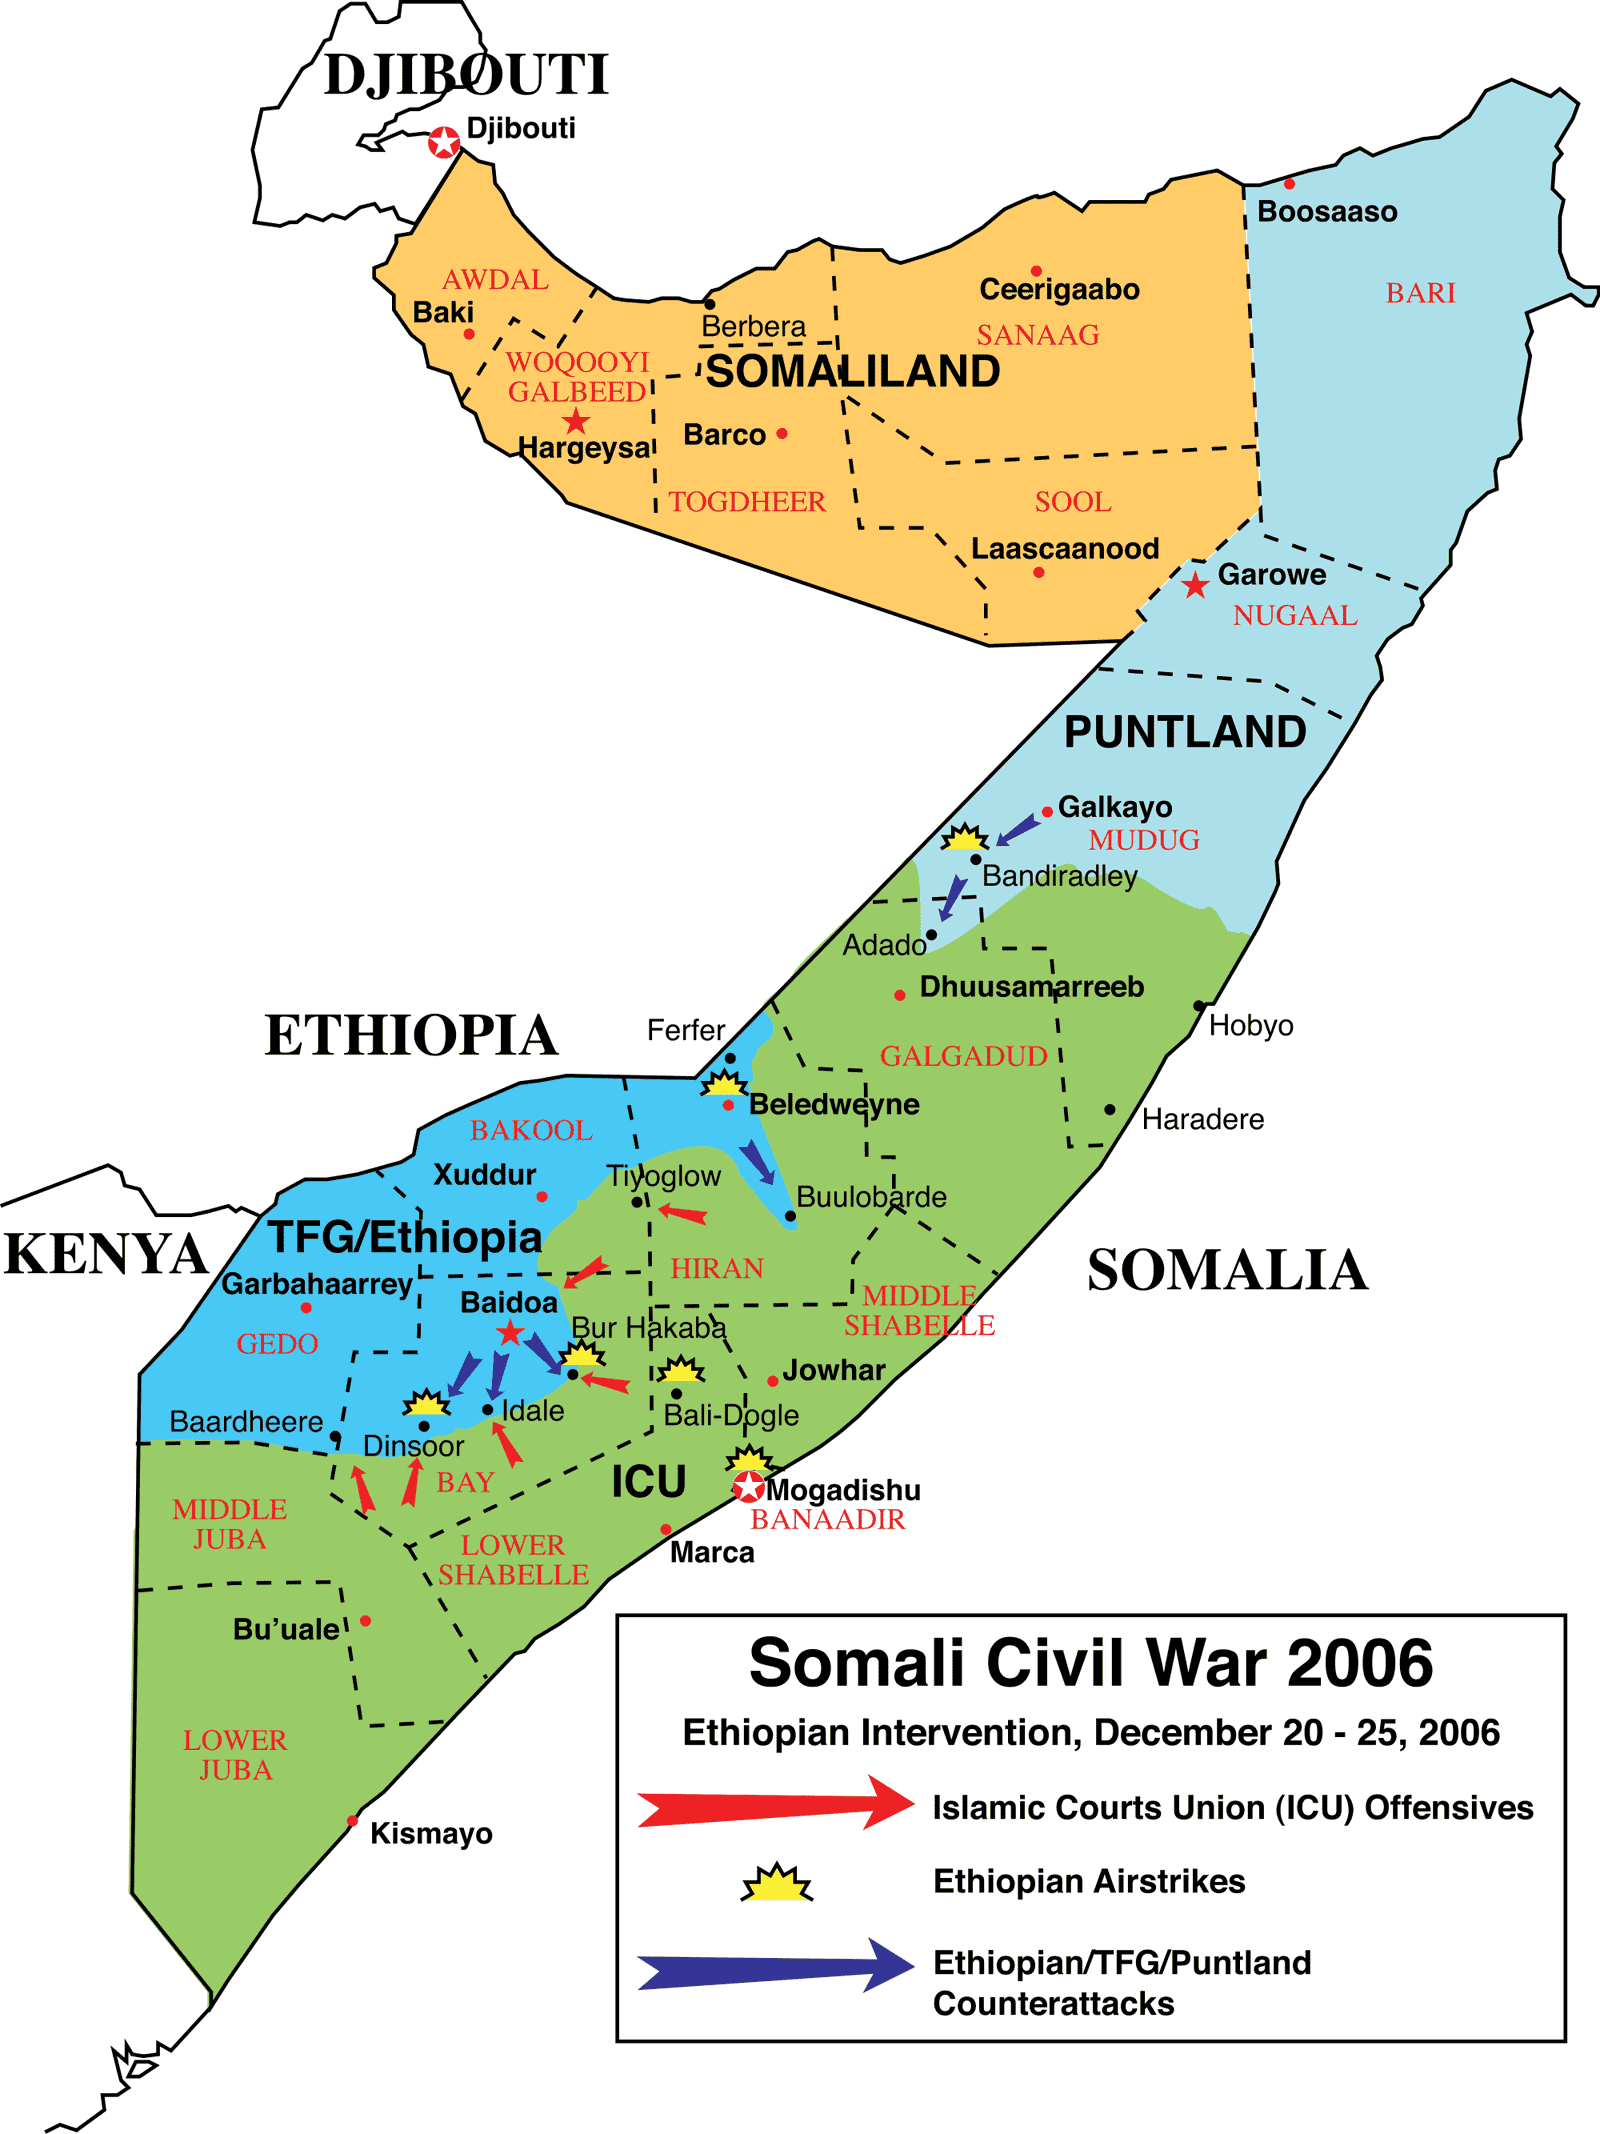 DJIBOUTI
Djibouti
Boosaaso
AWDAL
Ceerigaabo
BARI
Baki
Berbera
SANAAG
WOQOOYI
GALBEED
SOMALILAND
Hargeysa
Barco
TOGDHEER
SOOL
Laascaanood
Garowe
NUGAAL
PUNTLAND
Galkayo
MUDUG
Bandiradley
Adado
Dhuusamarreeb
ETHIOPIA
Ferfer
Hobyo
GALGADUD
Beledweyne
Haradere
BAKOOL
Xuddur
Tiyoglow
Buulobarde
TFG/Ethiopia
KENYA
HIRAN
SOMALIA
Garbahaarrey
Baidoa
MIDDLE
SHABELLE
GEDO
Bur Hakaba
Jowhar
Baardheere
Idale
Bali-Dogle
Dinsoor
BAY
ICU
Mogadishu
BANAADIR
MIDDLE
JUBA
LOWER
SHABELLE
Marca
Bu'uale
LOWER
JUBA
Kismayo
Somali Civil War 2006
Ethiopian Intervention, December 20 - 25, 2006
Islamic Courts Union (ICU) Offensives
Ethiopian Airstrikes
Ethiopian/TFG/Puntland
Counterattacks